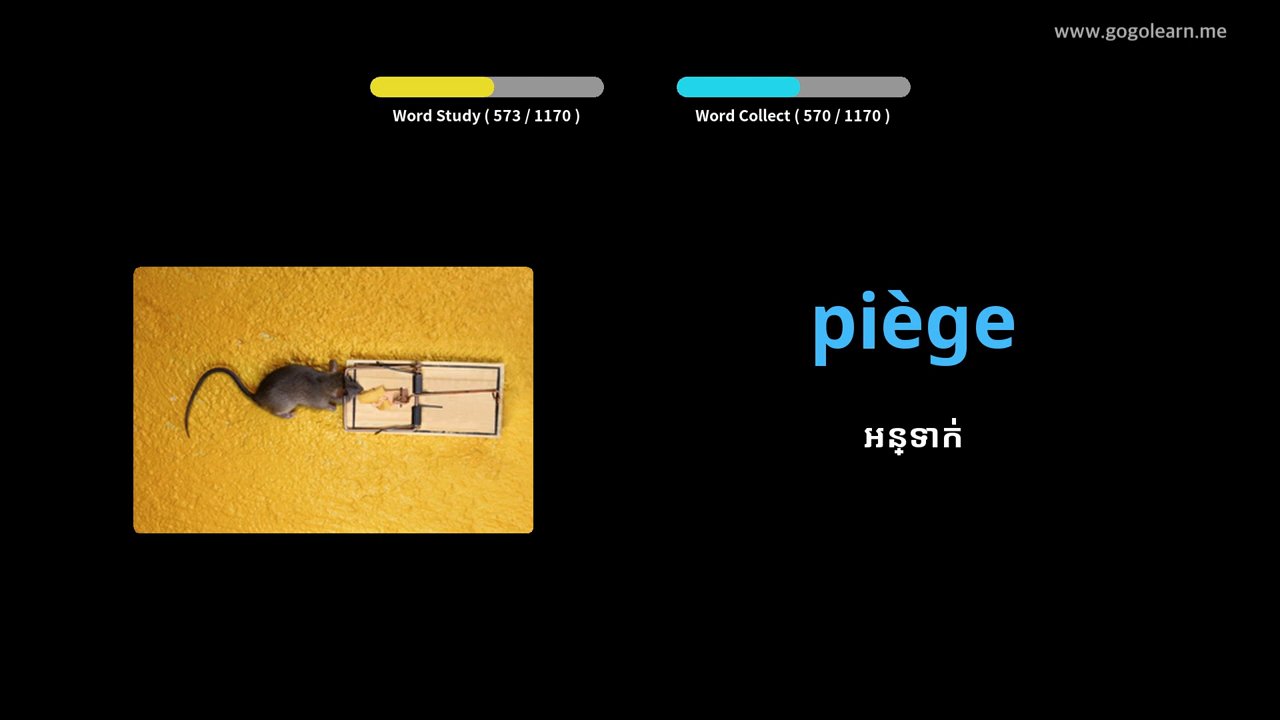 www.gogolearn.me
Word Study ( 573 / 1170 )
Word Collect ( 570 / 1170 )
piège
អន្ទាក់